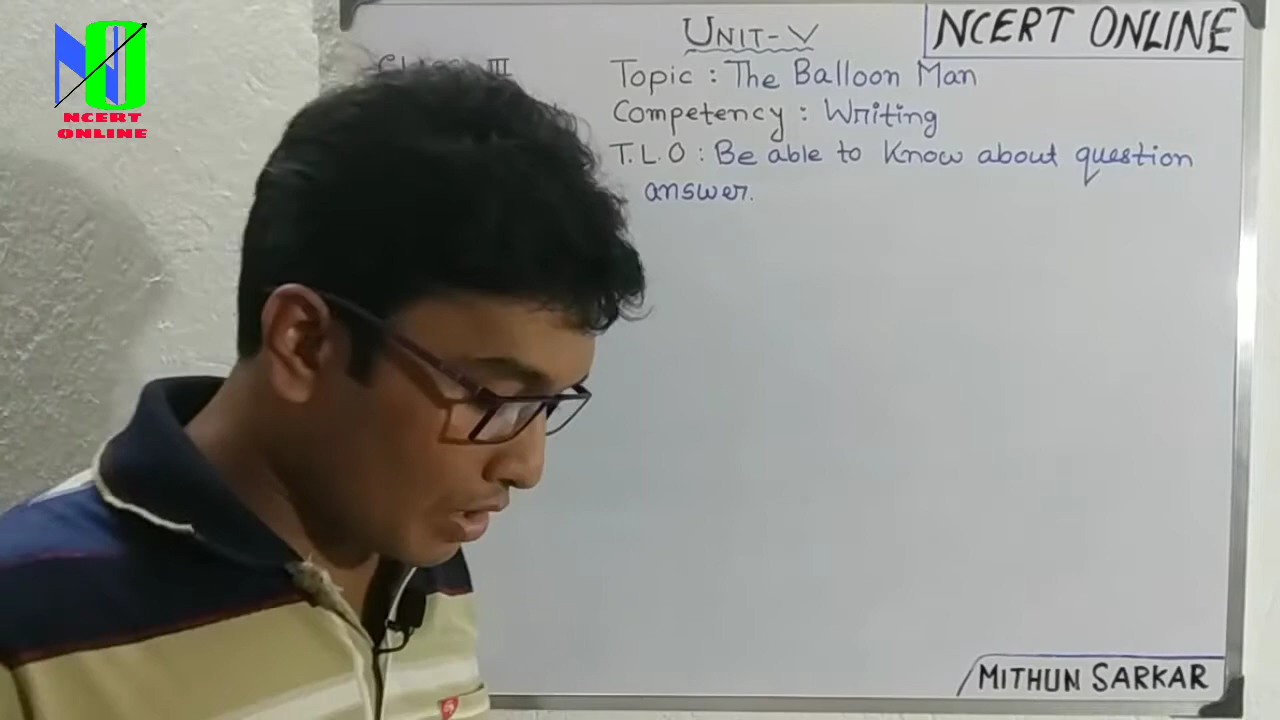 NCERT
ONLINE
UNIT-V
NCERT ONLINE
III
Topic : The Balloon Man
Competency : Writing
T.L.O : Be able to Know about question
answer.
MITHUN SARKAR